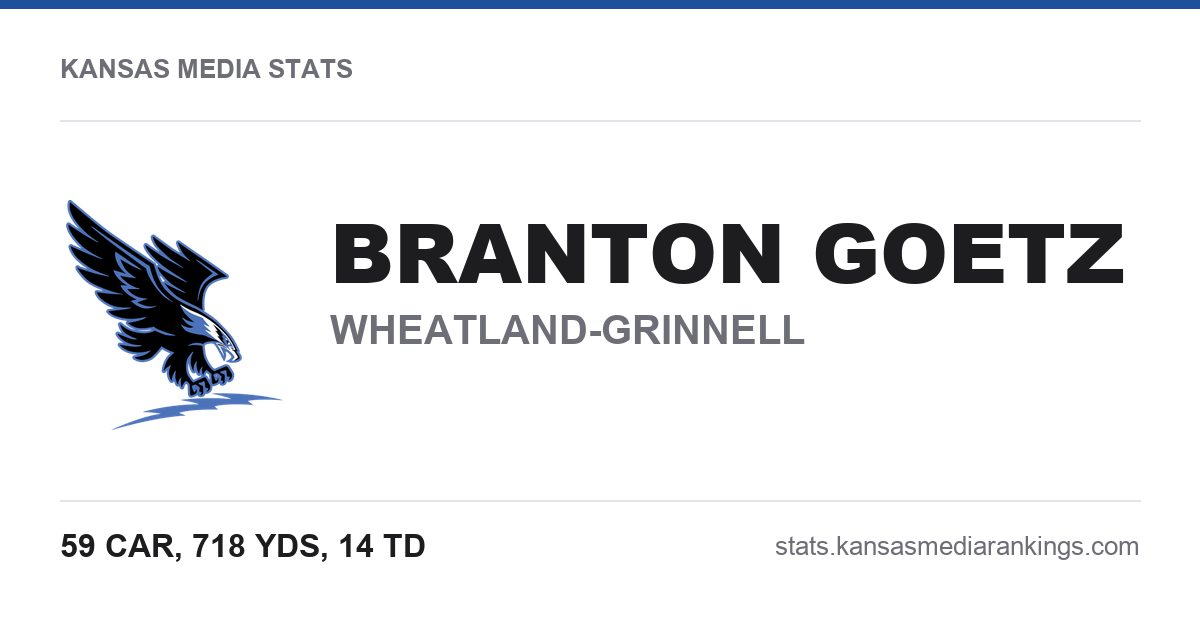 KANSAS MEDIA STATS
BRANTON GOETZ
WHEATLAND-GRINNELL
59 CAR, 718 YDS, 14 TD
stats.kansasmediarankings.com